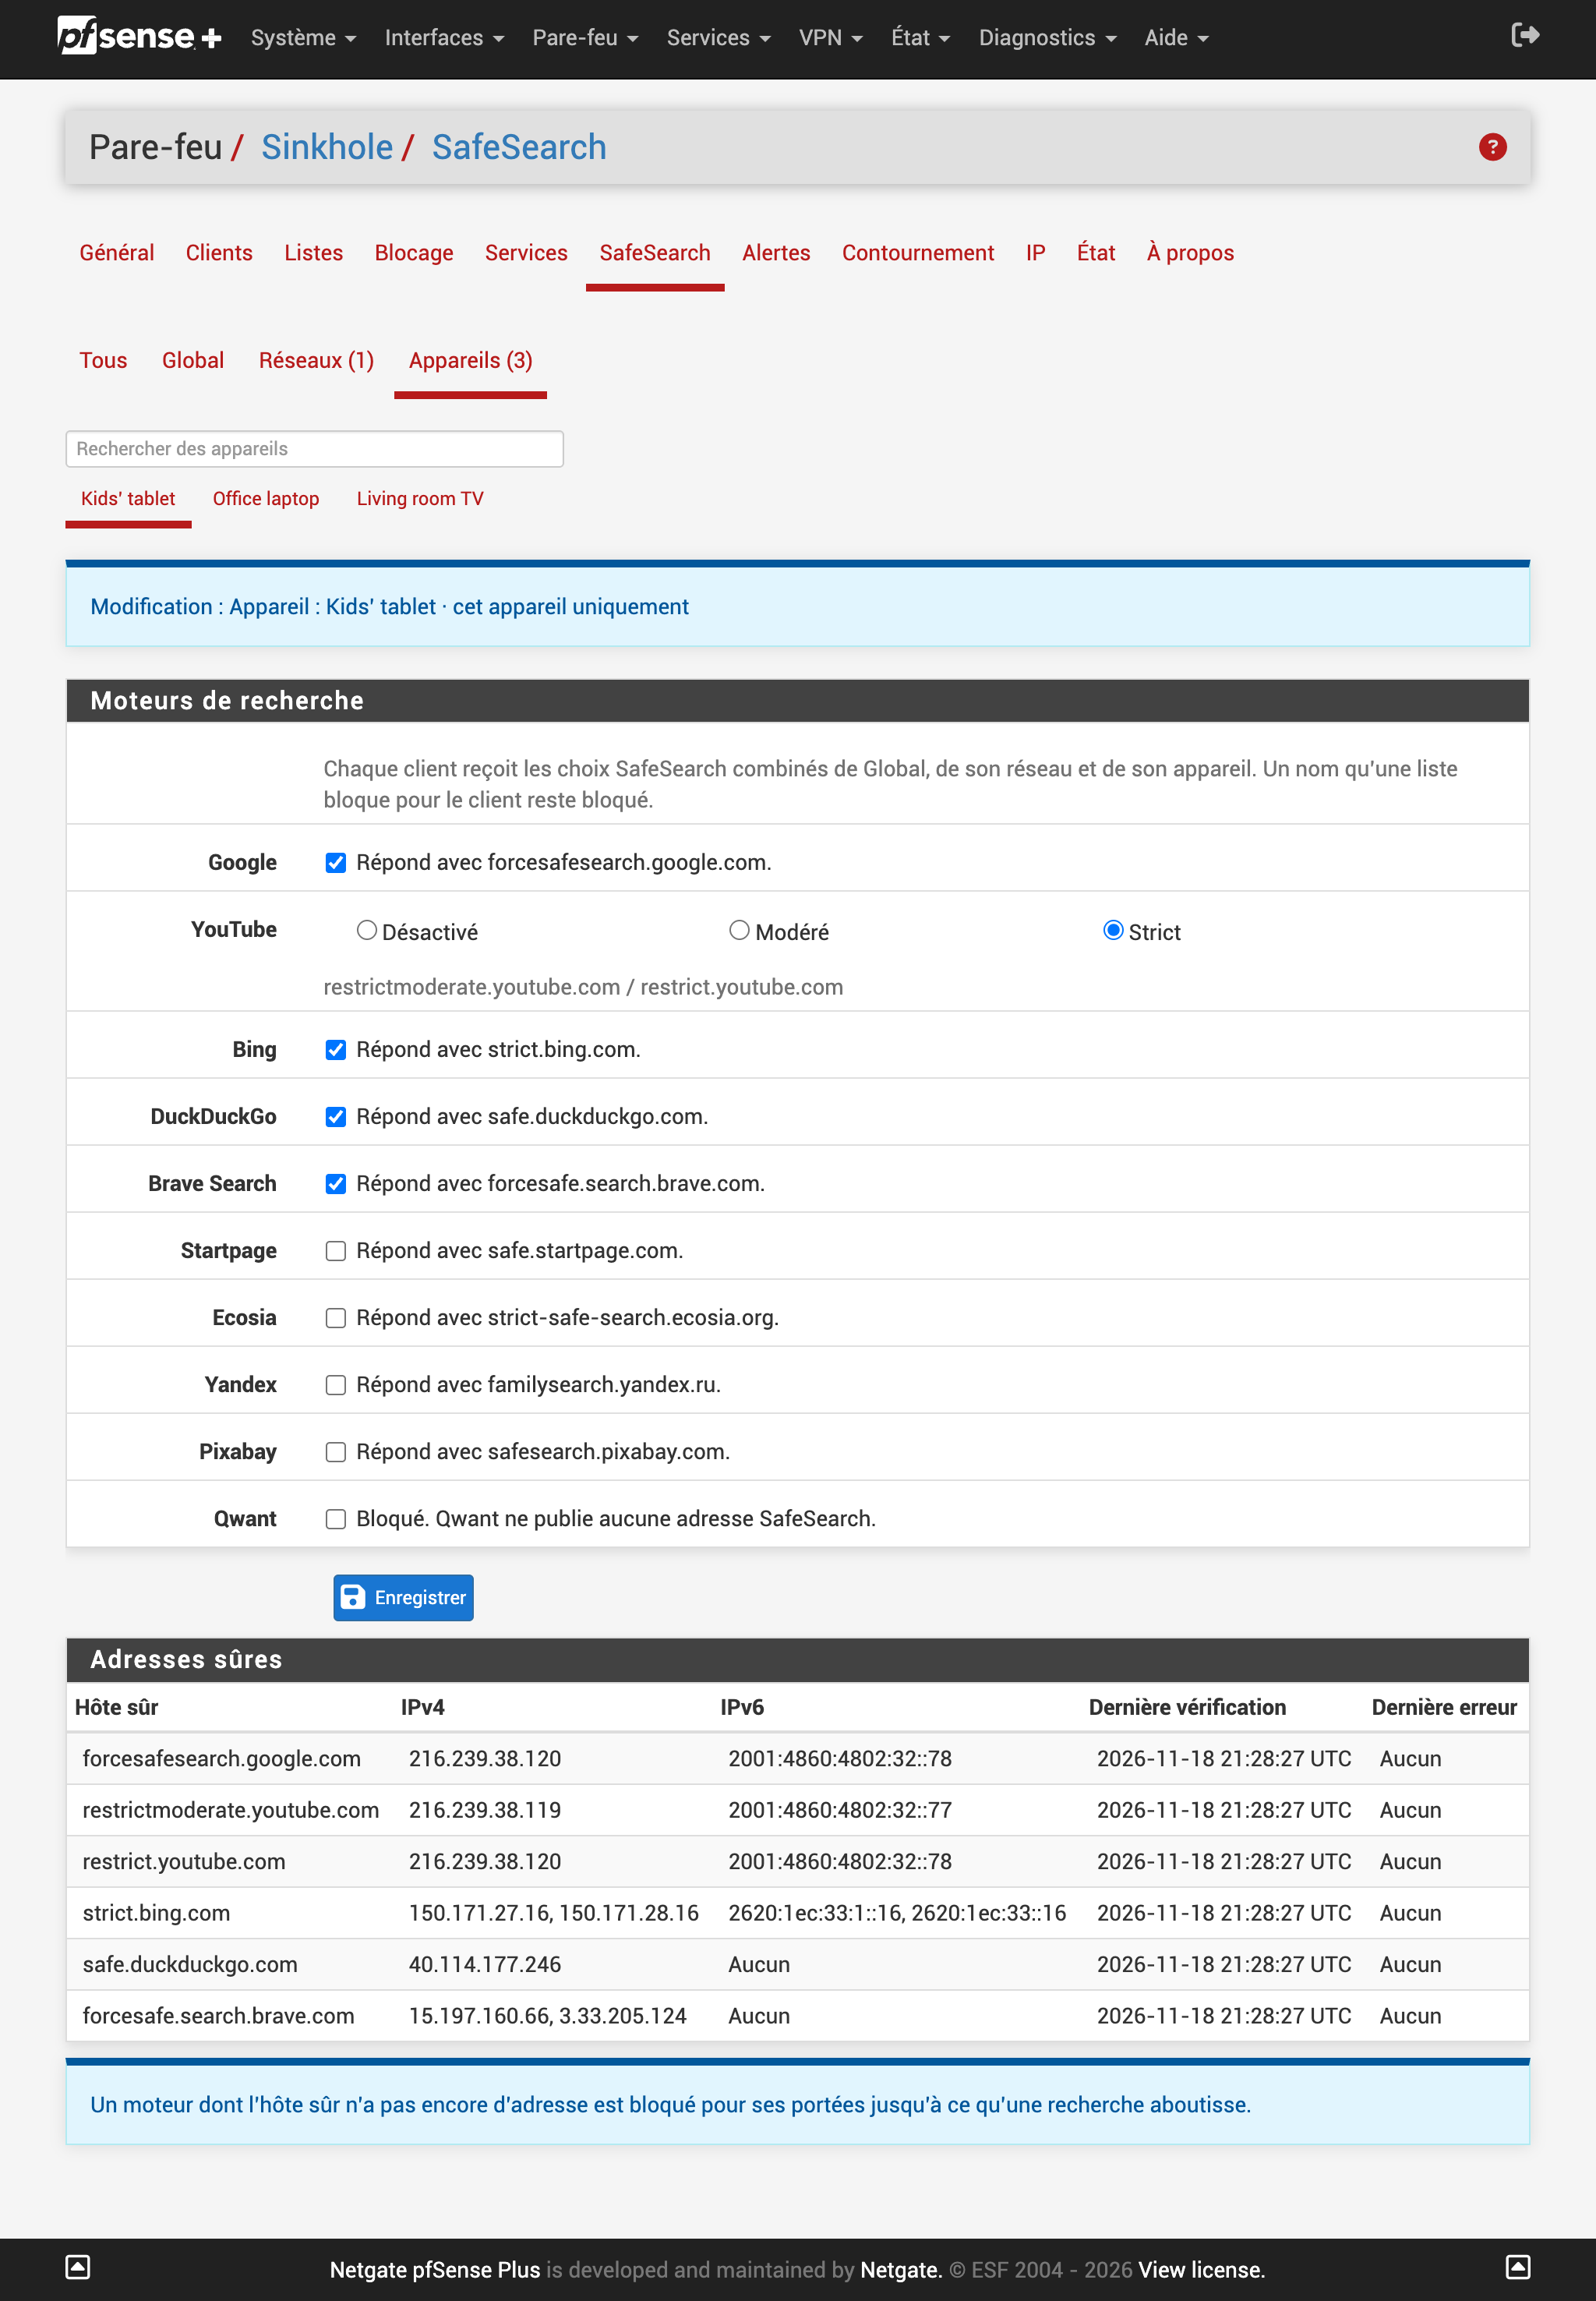 pfsense + Système Interfaces Pare-feu Services VPN État Diagnostics Aide
Pare-feu / Sinkhole / SafeSearch ?
Général Clients Listes Blocage Services SafeSearch Alertes Contournement IP État À propos
Tous Global Réseaux (1) Appareils (3)
Rechercher des appareils
Kids' tablet Office laptop Living room TV
Modification : Appareil : Kids' tablet · cet appareil uniquement
Moteurs de recherche
Chaque client reçoit les choix SafeSearch combinés de Global, de son réseau et de son appareil. Un nom qu'une liste
bloque pour le client reste bloqué.
Google Répond avec forcesafesearch.google.com.
YouTube Désactivé Modéré Strict
restrictmoderate.youtube.com / restrict.youtube.com
Bing Répond avec strict.bing.com.
DuckDuckGo Répond avec safe.duckduckgo.com.
Brave Search Répond avec forcesafe.search.brave.com.
Startpage Répond avec safe.startpage.com.
Ecosia Répond avec strict-safe-search.ecosia.org.
Yandex Répond avec familysearch.yandex.ru.
Pixabay Répond avec safesearch.pixabay.com.
Qwant Bloqué. Qwant ne publie aucune adresse SafeSearch.
Enregistrer
Adresses sûres
Hôte sûr IPv4 IPv6 Dernière vérification Dernière erreur
forcesafesearch.google.com 216.239.38.120 2001:4860:4802:32::78 2026-11-18 21:28:27 UTC Aucun
restrictmoderate.youtube.com 216.239.38.119 2001:4860:4802:32::77 2026-11-18 21:28:27 UTC Aucun
restrict.youtube.com 216.239.38.120 2001:4860:4802:32::78 2026-11-18 21:28:27 UTC Aucun
strict.bing.com 150.171.27.16, 150.171.28.16 2620:1ec:33:1::16, 2620:1ec:33::16 2026-11-18 21:28:27 UTC Aucun
safe.duckduckgo.com 40.114.177.246 Aucun 2026-11-18 21:28:27 UTC Aucun
forcesafe.search.brave.com 15.197.160.66, 3.33.205.124 Aucun 2026-11-18 21:28:27 UTC Aucun
Un moteur dont l'hôte sûr n'a pas encore d'adresse est bloqué pour ses portées jusqu'à ce qu'une recherche aboutisse.
Netgate pfSense Plus is developed and maintained by Netgate. © ESF 2004 - 2026 View license.